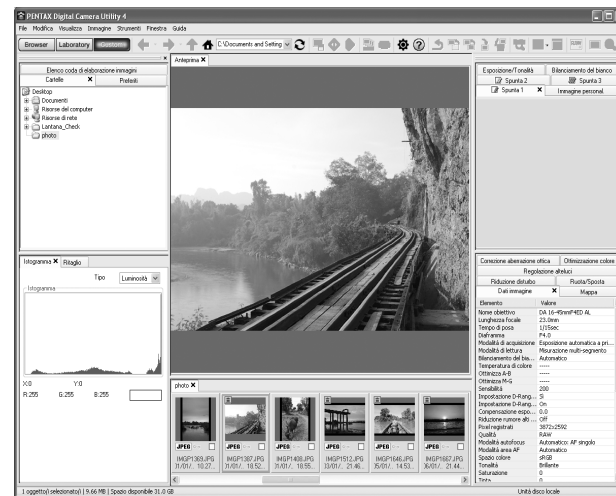 PENTAX Digital Camera Utility 4
File Modifica Visualizza Immagine Strumenti Finestra Guida
Browser Laboratory C:\Documents and Setting
Elenco coda di elaborazione immagini
Cartelle Preferiti
Desktop
Documenti
Risorse del computer
Risorse di rete
Lantana_Check
photo
Anteprima
Esposizione/Tonalità Bilanciamento del bianco
Spunta 2 Spunta 3
Spunta 1 Immagine personal.
Istogramma Ritaglio
Tipo Luminosità
Istogramma
X:0 Y:0
R:255 G:255 B:255
photo
JPEG JPEG JPEG JPEG JPEG JPEG
IMGP1369.JPG IMGP1387.JPG IMGP1408.JPG IMGP1512.JPG IMGP1646.JPG IMGP1667.JPG
Correzione aberrazione ottica Ottimizzazione colore
Regolazione alteluci
Riduzione disturbo Ruota/Sposta
Dati immagine Mappa
Elemento Valore
Nome obiettivo DA 16-45mmF4ED AL
Lunghezza focale 23.0mm
Tempo di posa 1/15sec
Diaframma F4.0
Modalità di acquisizione Esposizione automatica a pri...
Modalità di lettura Misurazione multi-segmento
Bilanciamento del bia... Automatico
Temperatura di colore -----
Ottimizza A-B -----
Ottimizza M-G -----
Sensibilità 200
Impostazione D-Rang... Sì
Impostazione D-Rang... On
Compensazione espo... 0.0
Riduzione rumore alti ... Off
Pixel registrati 3872x2592
Qualità RAW
Modalità autofocus Automatico: AF singolo
Modalità area AF Automatico
Spazio colore sRGB
Tonalità Brillante
Saturazione 0
Tinta 0
1 oggetto(i) selezionato(i) | 9.66 MB | Spazio disponibile 31.0 GB Unità disco locale